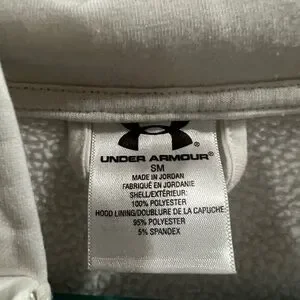 UNDER ARMOUR®
SM
MADE IN JORDAN
FABRIQUÉ EN JORDANIE
SHELL/EXTÉRIEUR:
100% POLYESTER
HOOD LINING/DOUBLURE DE LA CAPUCHE
95% POLYESTER
5% SPANDEX